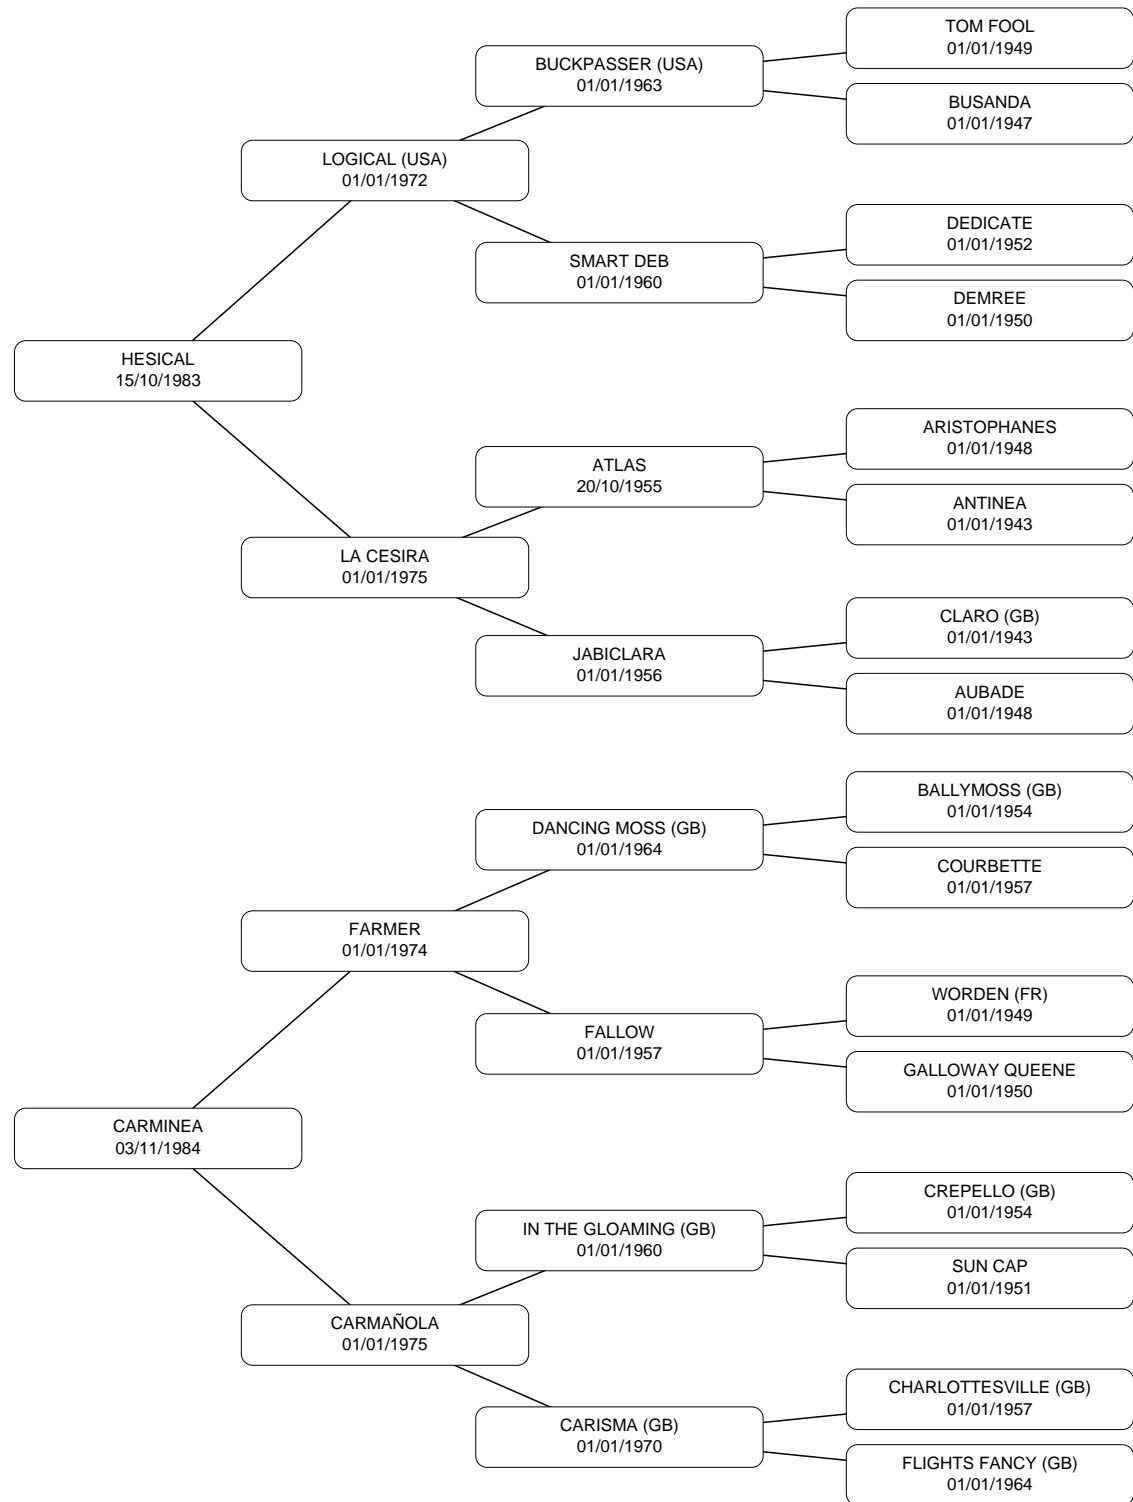 TOM FOOL
01/01/1949
BUCKPASSER (USA)
01/01/1963
BUSANDA
01/01/1947
LOGICAL (USA)
01/01/1972
DEDICATE
01/01/1952
SMART DEB
01/01/1960
DEMREE
01/01/1950
HESICAL
15/10/1983
ARISTOPHANES
01/01/1948
ATLAS
20/10/1955
ANTINEA
01/01/1943
LA CESIRA
01/01/1975
CLARO (GB)
01/01/1943
JABICLARA
01/01/1956
AUBADE
01/01/1948
BALLYMOSS (GB)
01/01/1954
DANCING MOSS (GB)
01/01/1964
COURBETTE
01/01/1957
FARMER
01/01/1974
WORDEN (FR)
01/01/1949
FALLOW
01/01/1957
GALLOWAY QUEENE
01/01/1950
CARMINEA
03/11/1984
CREPELLO (GB)
01/01/1954
IN THE GLOAMING (GB)
01/01/1960
SUN CAP
01/01/1951
CARMAÑOLA
01/01/1975
CHARLOTTESVILLE (GB)
01/01/1957
CARISMA (GB)
01/01/1970
FLIGHTS FANCY (GB)
01/01/1964